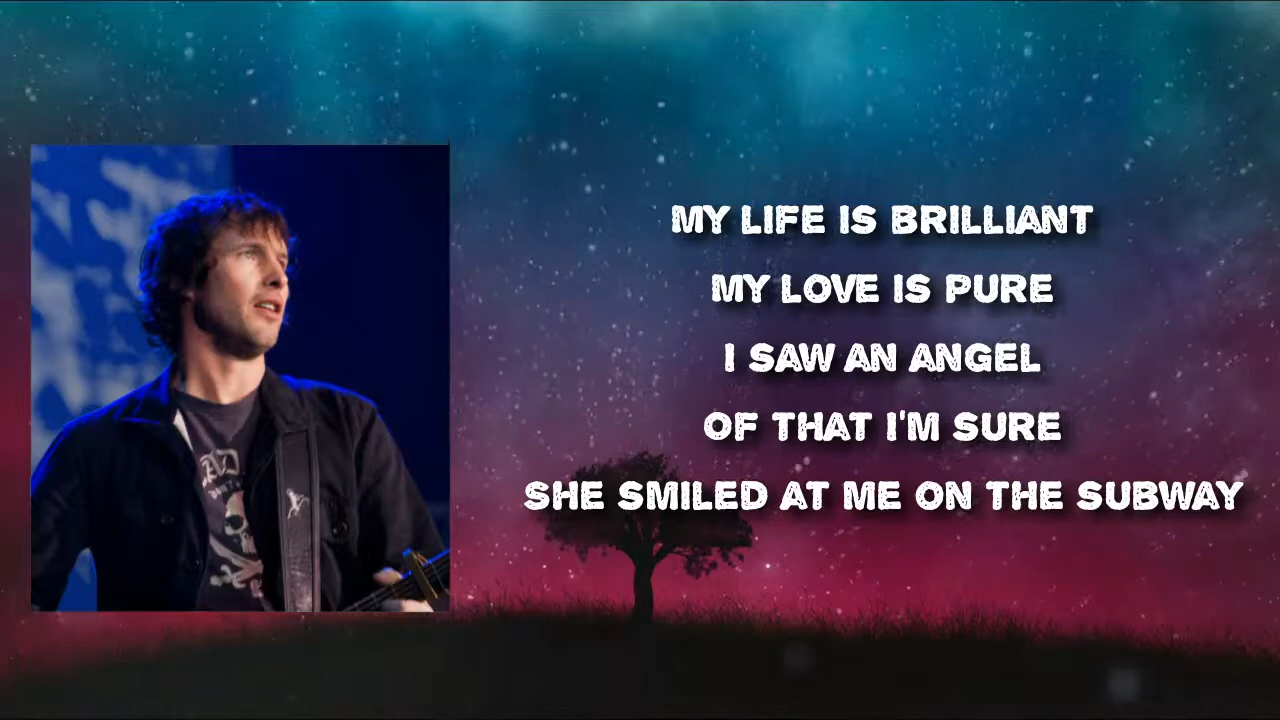 MY LIFE IS BRILLIANT
MY LOVE IS PURE
I SAW AN ANGEL
OF THAT I'M SURE
SHE SMILED AT ME ON THE SUBWAY